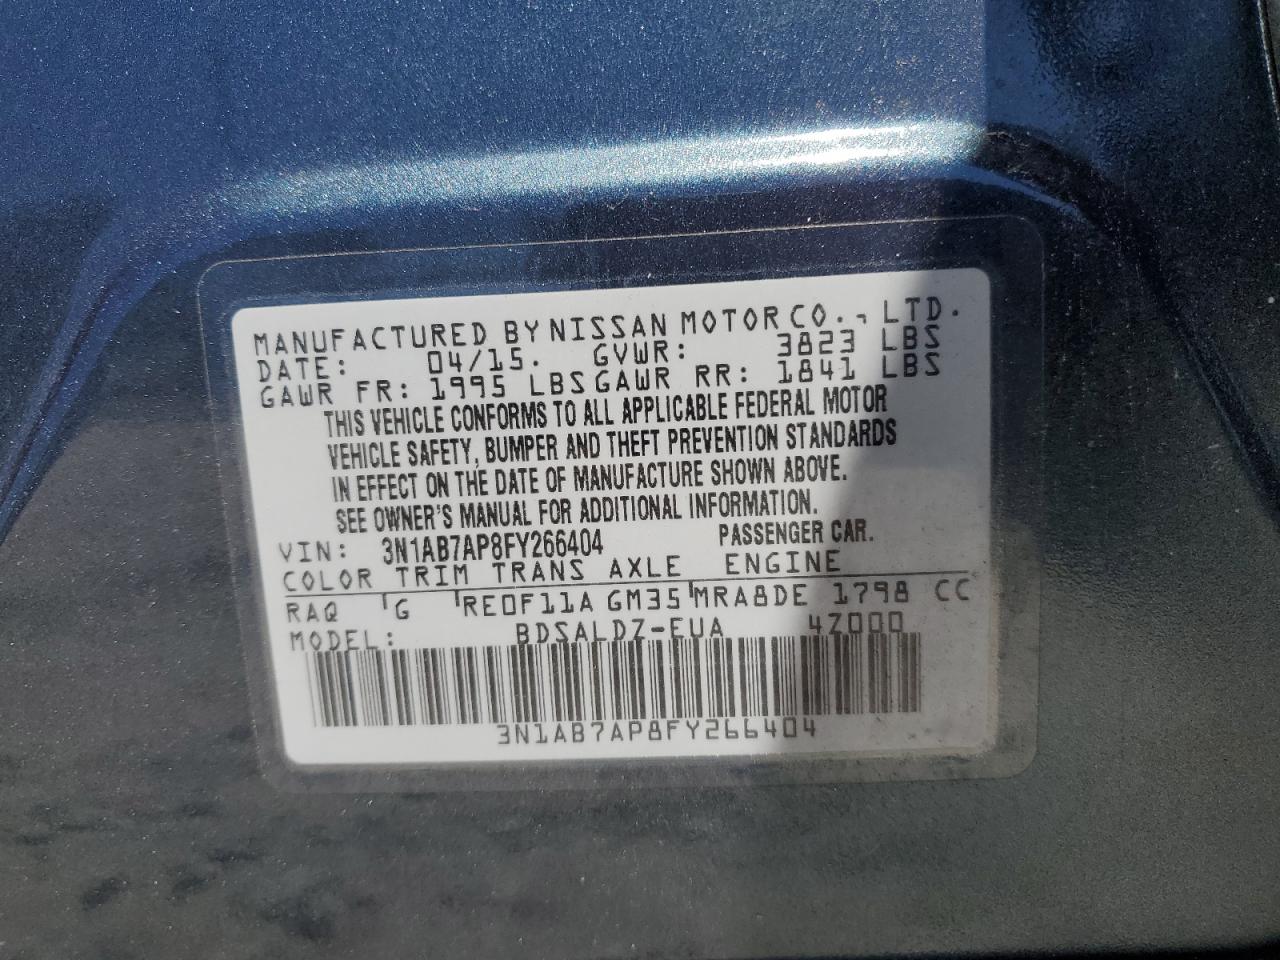 MANUFACTURED BY NISSAN MOTOR CO., LTD.
DATE: 04/15. GVWR: 3823 LBS
GAWR FR: 1995 LBS GAWR RR: 1841 LBS
THIS VEHICLE CONFORMS TO ALL APPLICABLE FEDERAL MOTOR
VEHICLE SAFETY, BUMPER AND THEFT PREVENTION STANDARDS
IN EFFECT ON THE DATE OF MANUFACTURE SHOWN ABOVE.
SEE OWNER'S MANUAL FOR ADDITIONAL INFORMATION.
VIN: 3N1AB7AP8FY266404 PASSENGER CAR.
COLOR TRIM TRANS AXLE ENGINE
RAQ G RE0F11A GM35 MRA8DE 1798 CC
MODEL: BDSALDZ-EUA 4Z000
3N1AB7AP8FY266404